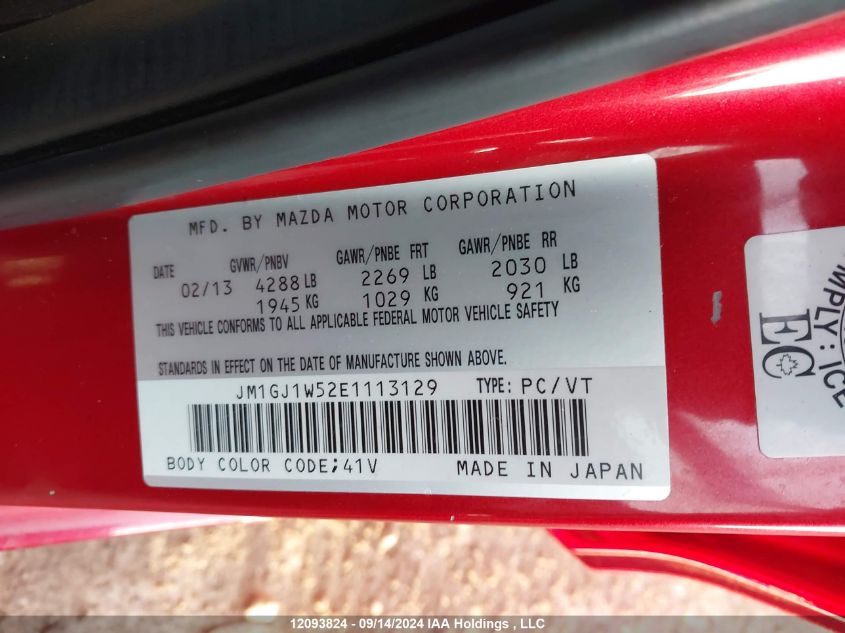 MFD. BY MAZDA MOTOR CORPORATION
DATE GVWR/PNBV GAWR/PNBE FRT GAWR/PNBE RR
02/13 4288 LB 2269 LB 2030 LB
1945 KG 1029 KG 921 KG
THIS VEHICLE CONFORMS TO ALL APPLICABLE FEDERAL MOTOR VEHICLE SAFETY
STANDARDS IN EFFECT ON THE DATE OF MANUFACTURE SHOWN ABOVE.
JM1GJ1W52E1113129 TYPE: PC/VT
BODY COLOR CODE;41V MADE IN JAPAN
MPLY: ICE
EC
12093824 - 09/14/2024 IAA Holdings , LLC